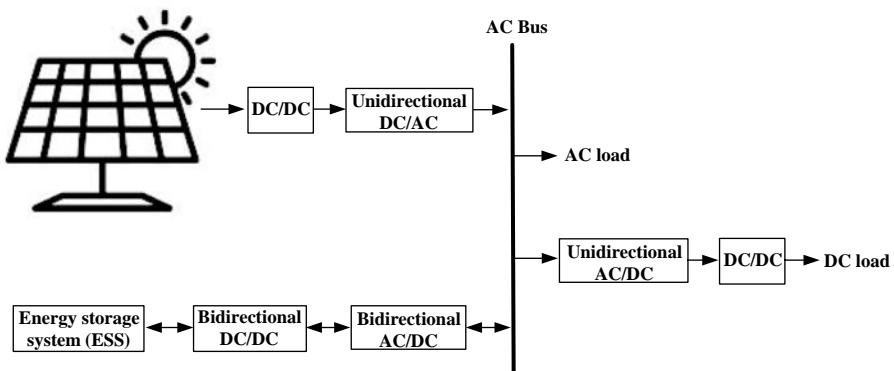 AC Bus
DC/DC
Unidirectional
DC/AC
AC load
Unidirectional
AC/DC
DC/DC
DC load
Energy storage
system (ESS)
Bidirectional
DC/DC
Bidirectional
AC/DC